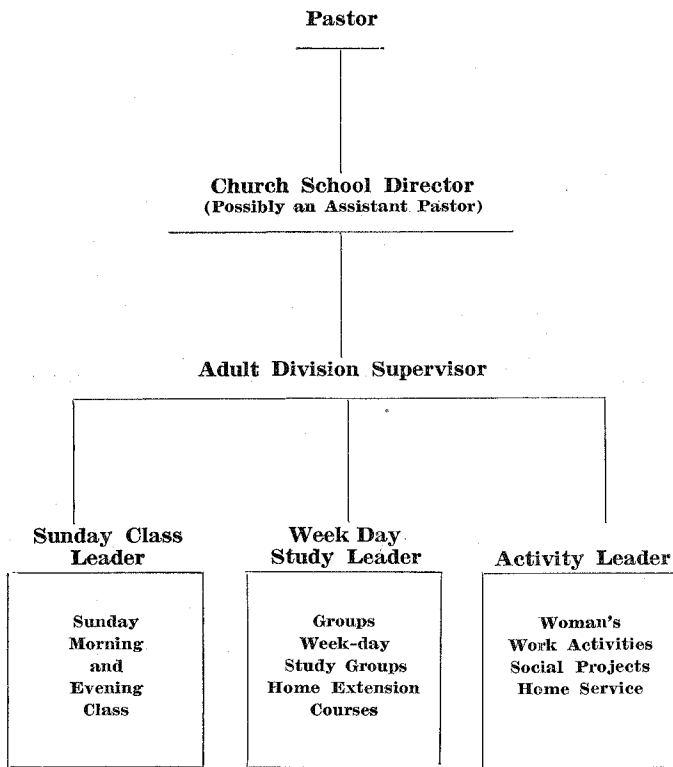 Pastor
Church School Director
(Possibly an Assistant Pastor)
Adult Division Supervisor
Sunday Class
Leader
Week Day
Study Leader
Activity Leader
Sunday
Morning
and
Evening
Class
Groups
Week-day
Study Groups
Home Extension
Courses
Woman's
Work Activities
Social Projects
Home Service